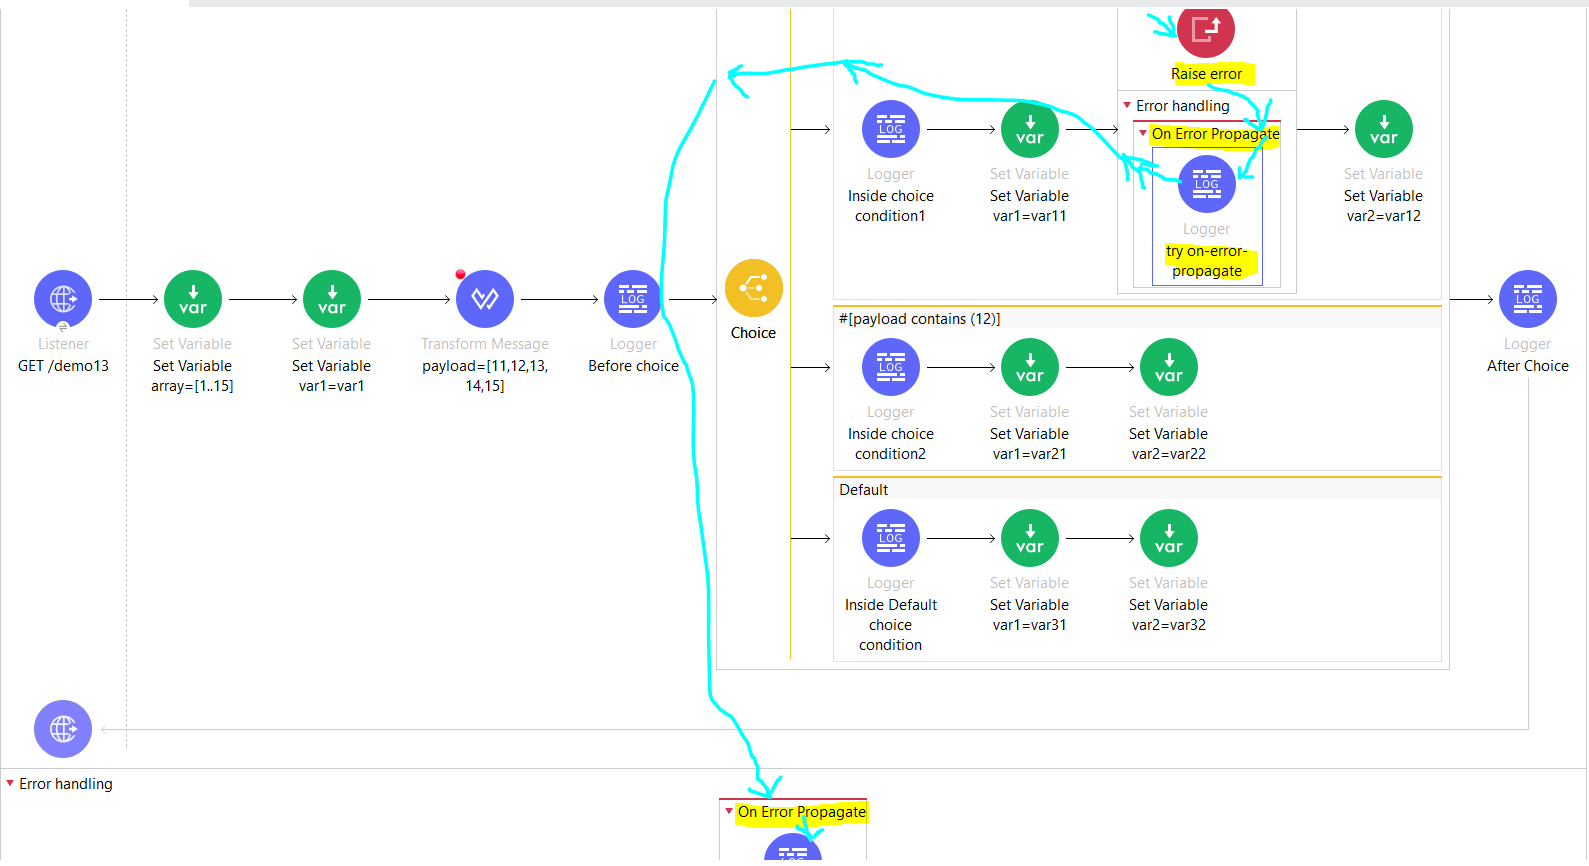 Raise error
Error handling
On Error Propagate
LOG
var
LOG
var
Logger
Set Variable
Logger
Set Variable
Inside choice
condition1
Set Variable
var1=var11
try on-error-
propagate
Set Variable
var2=var12
var
var
LOG
LOG
Listener
Set Variable
Set Variable
Transform Message
Logger
Choice
Logger
GET /demo13
Set Variable
array=[1..15]
Set Variable
var1=var1
payload=[11,12,13,
14,15]
Before choice
After Choice
#[payload contains (12)]
LOG
var
var
Logger
Set Variable
Set Variable
Inside choice
condition2
Set Variable
var1=var21
Set Variable
var2=var22
Default
LOG
var
var
Logger
Set Variable
Set Variable
Inside Default
choice
condition
Set Variable
var1=var31
Set Variable
var2=var32
Error handling
On Error Propagate